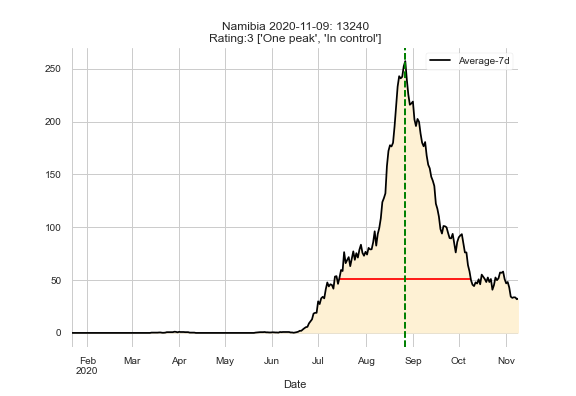 Namibia 2020-11-09: 13240
Rating:3 ['One peak', 'In control']
Average-7d
250
200
150
100
50
0
Feb Mar Apr May Jun Jul Aug Sep Oct Nov
2020
Date